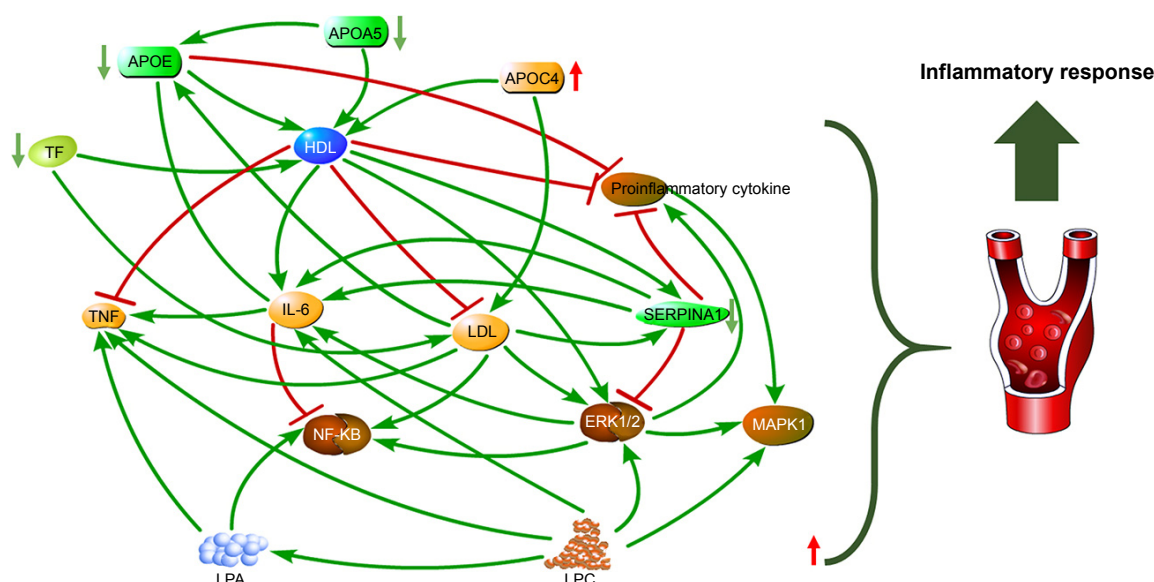 APOA5
APOE
APOC4
Inflammatory response
TF
HDL
Proinflammatory cytokine
TNF
IL-6
LDL
SERPINA1
NF-KB
ERK1/2
MAPK1
LPA
LPC